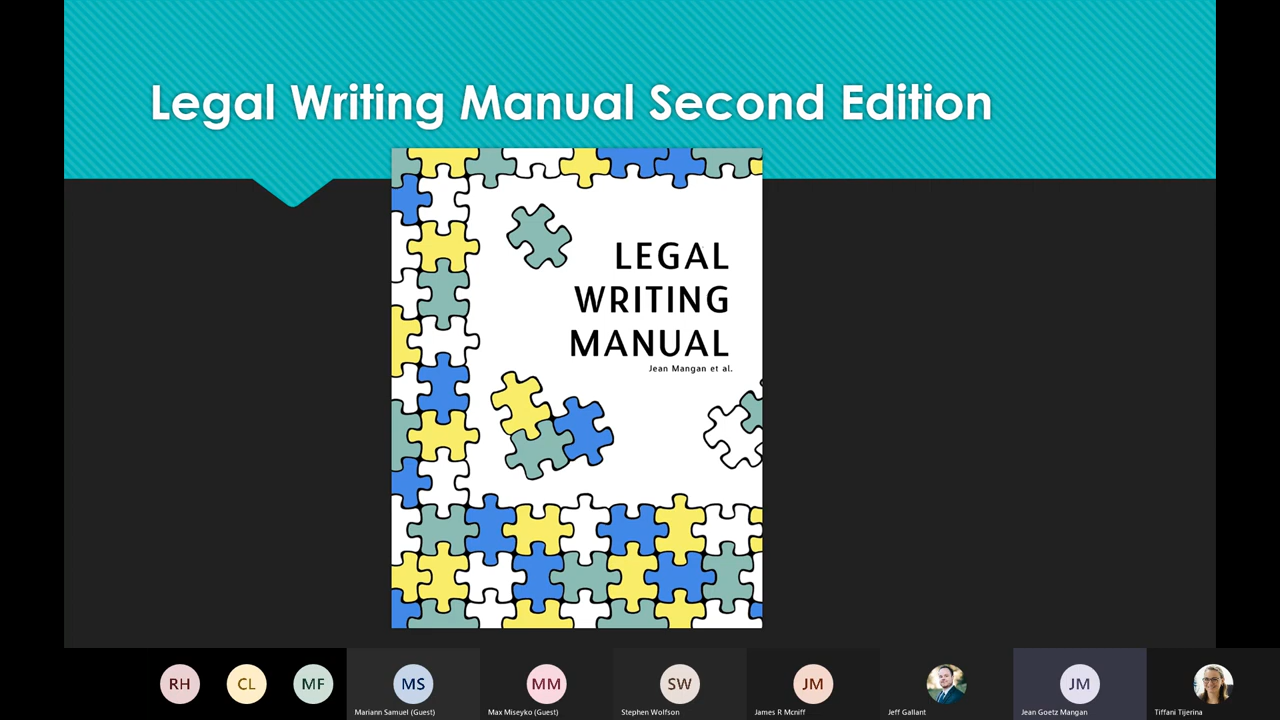 Legal Writing Manual Second Edition
LEGAL
WRITING
MANUAL
Jean Mangan et al.
RH
CL
MF
MS
Mariann Samuel (Guest)
MM
Max Miseyko (Guest)
SW
Stephen Wolfson
JM
James R Mcniff
Jeff Gallant
JM
Jean Goetz Mangan
Tiffani Tijerina